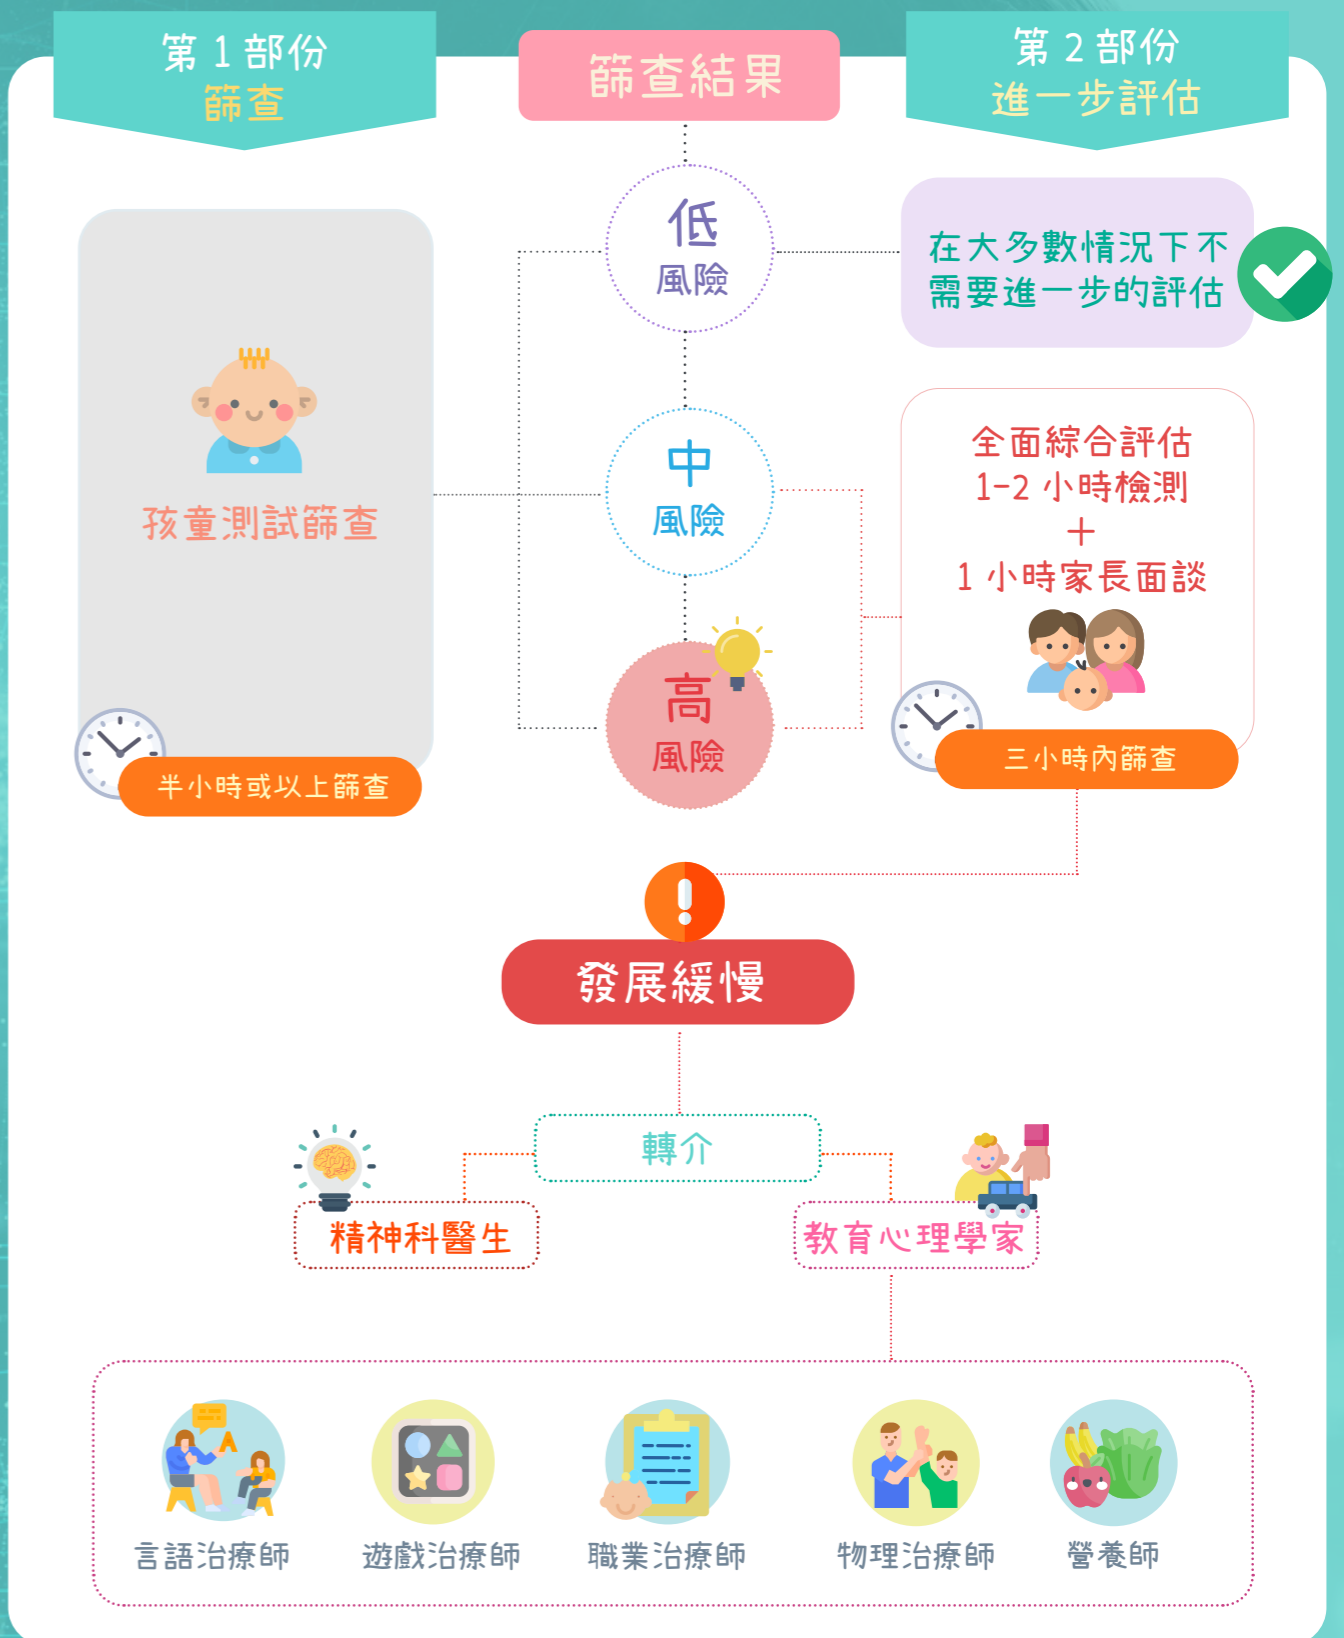 第 1 部份
篩查
篩查結果
第 2 部份
進一步評估
孩童測試篩查
半小時或以上篩查
低
風險
中
風險
高
風險
在大多數情況下不
需要進一步的評估
全面綜合評估
1-2 小時檢測
+
1 小時家長面談
三小時內篩查
發展緩慢
轉介
精神科醫生
教育心理學家
言語治療師
遊戲治療師
職業治療師
物理治療師
營養師